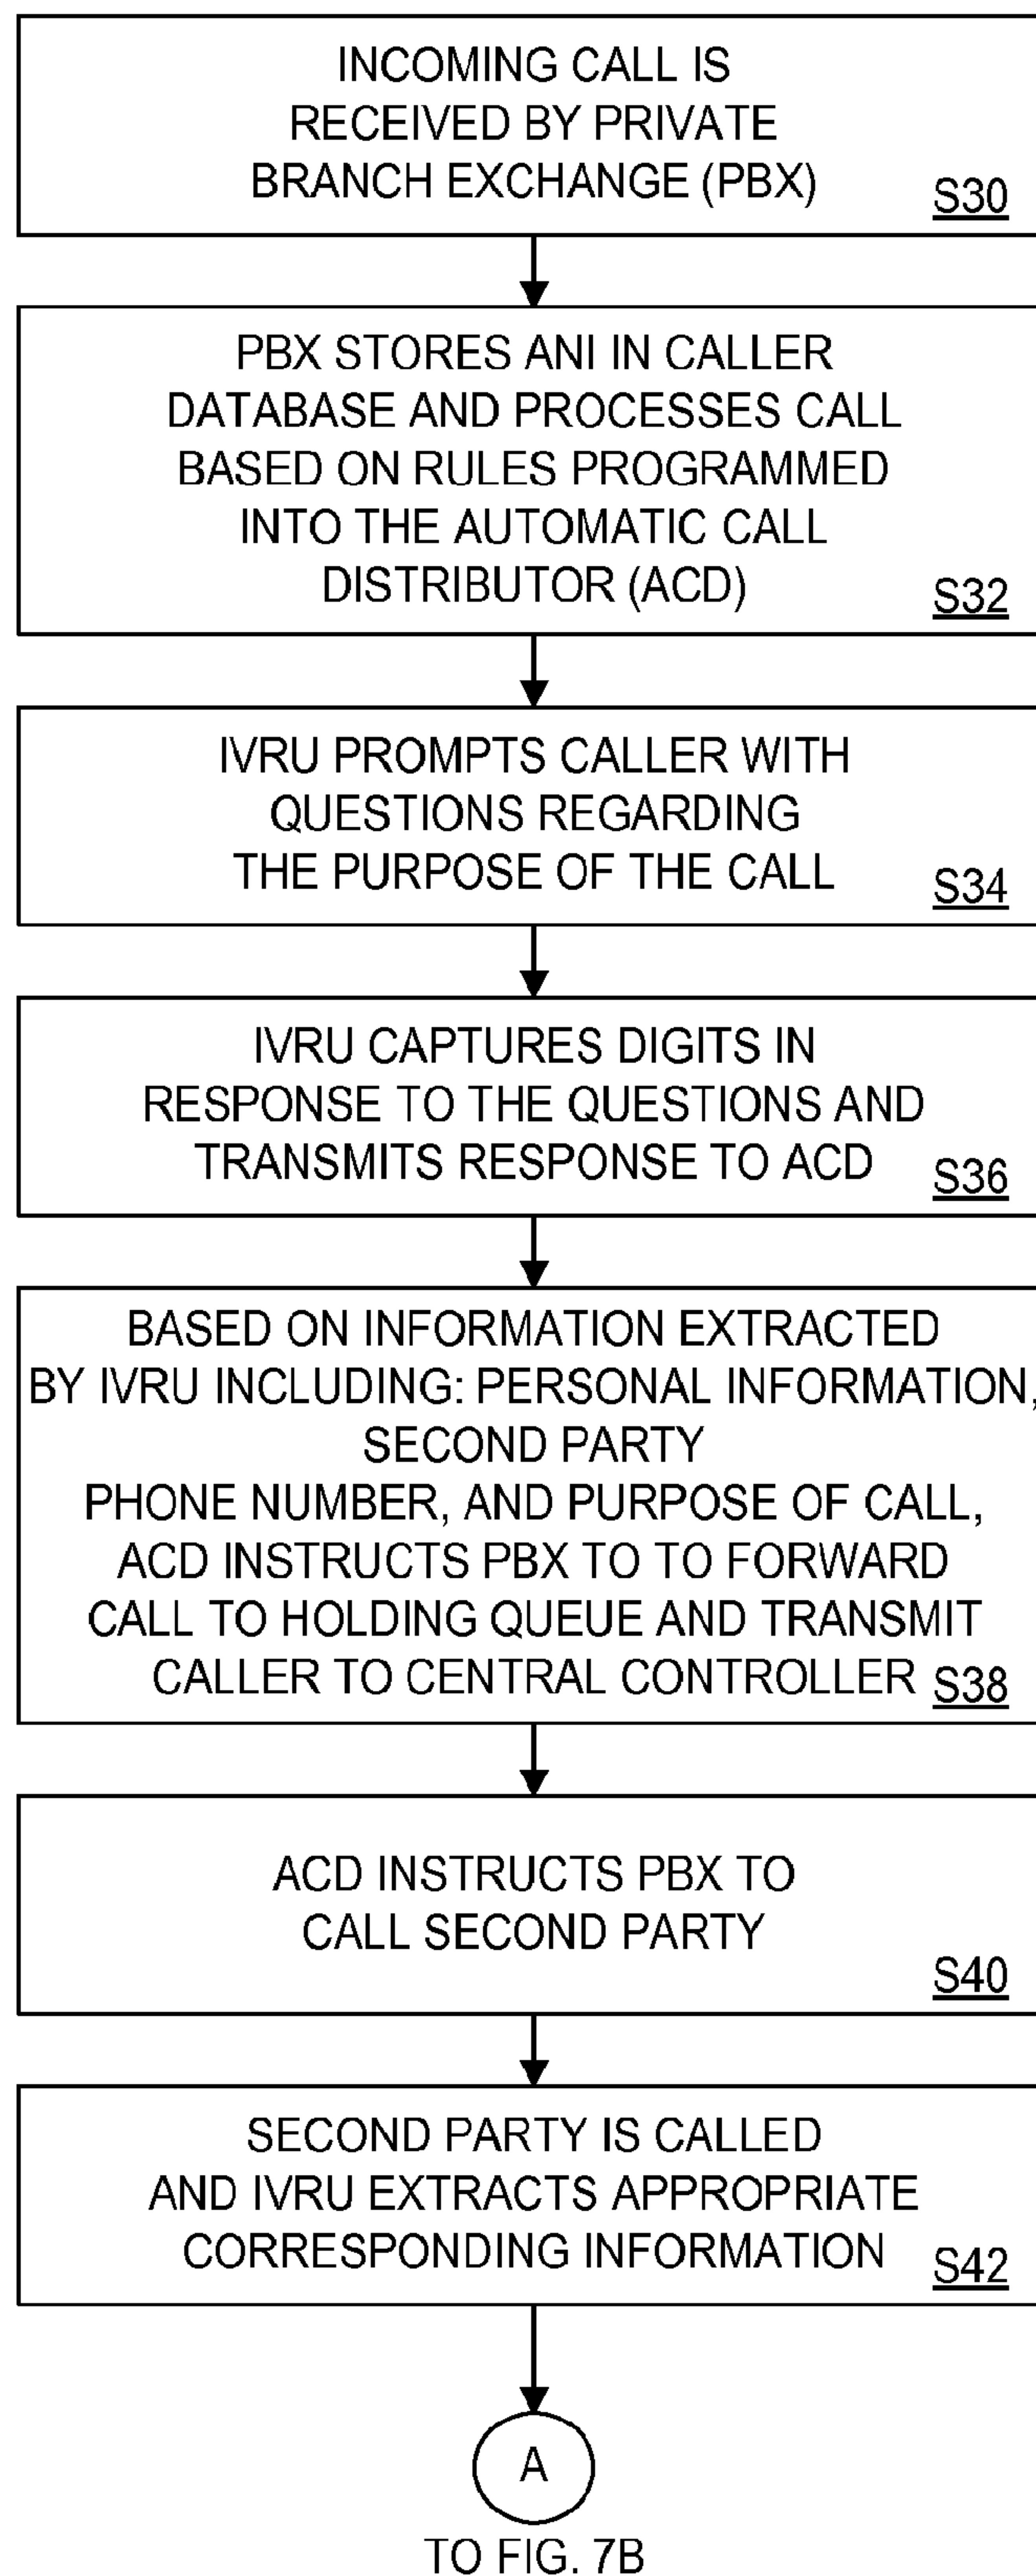 INCOMING CALL IS
RECEIVED BY PRIVATE
BRANCH EXCHANGE (PBX)
S30
PBX STORES ANI IN CALLER
DATABASE AND PROCESSES CALL
BASED ON RULES PROGRAMMED
INTO THE AUTOMATIC CALL
DISTRIBUTOR (ACD)
S32
IVRU PROMPTS CALLER WITH
QUESTIONS REGARDING
THE PURPOSE OF THE CALL
S34
IVRU CAPTURES DIGITS IN
RESPONSE TO THE QUESTIONS AND
TRANSMITS RESPONSE TO ACD
S36
BASED ON INFORMATION EXTRACTED
BY IVRU INCLUDING: PERSONAL INFORMATION,
SECOND PARTY
PHONE NUMBER, AND PURPOSE OF CALL,
ACD INSTRUCTS PBX TO TO FORWARD
CALL TO HOLDING QUEUE AND TRANSMIT
CALLER TO CENTRAL CONTROLLER
S38
ACD INSTRUCTS PBX TO
CALL SECOND PARTY
S40
SECOND PARTY IS CALLED
AND IVRU EXTRACTS APPROPRIATE
CORRESPONDING INFORMATION
S42
A
TO FIG. 7B